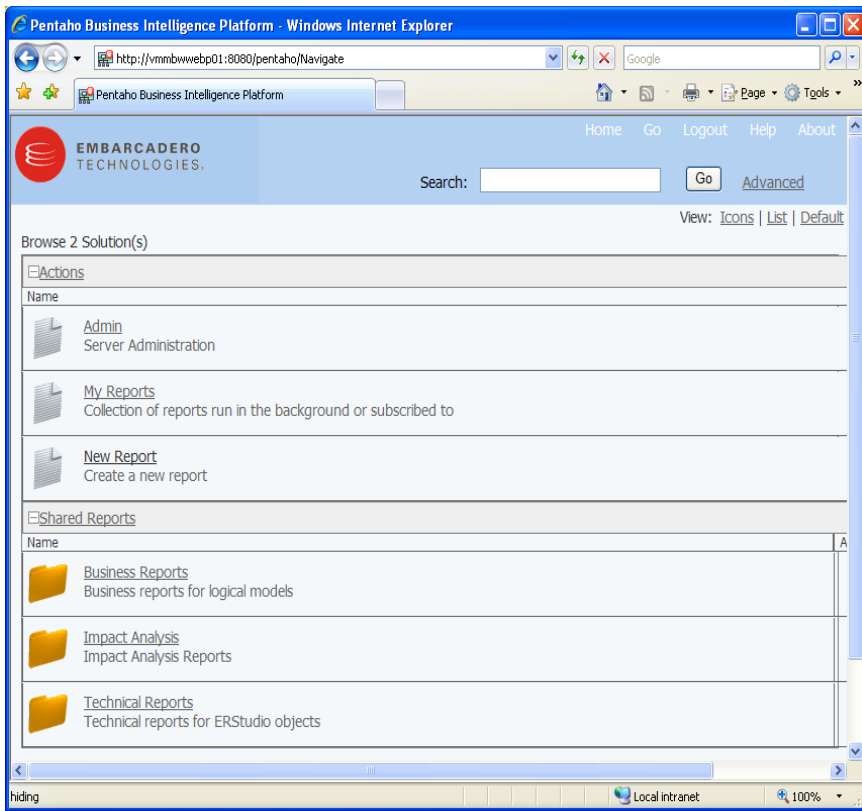 Pentaho Business Intelligence Platform - Windows Internet Explorer
http://vmmbwwebp01:8080/pentaho/Navigate
Google
Pentaho Business Intelligence Platform
Page Tools »
EMBARCADERO
TECHNOLOGIES.
Home Go Logout Help About
Search: Go Advanced
View: Icons | List | Default
Browse 2 Solution(s)
Actions
Name
Admin
Server Administration
My Reports
Collection of reports run in the background or subscribed to
New Report
Create a new report
Shared Reports
Name A
Business Reports
Business reports for logical models
Impact Analysis
Impact Analysis Reports
Technical Reports
Technical reports for ERStudio objects
hiding Local intranet 100%